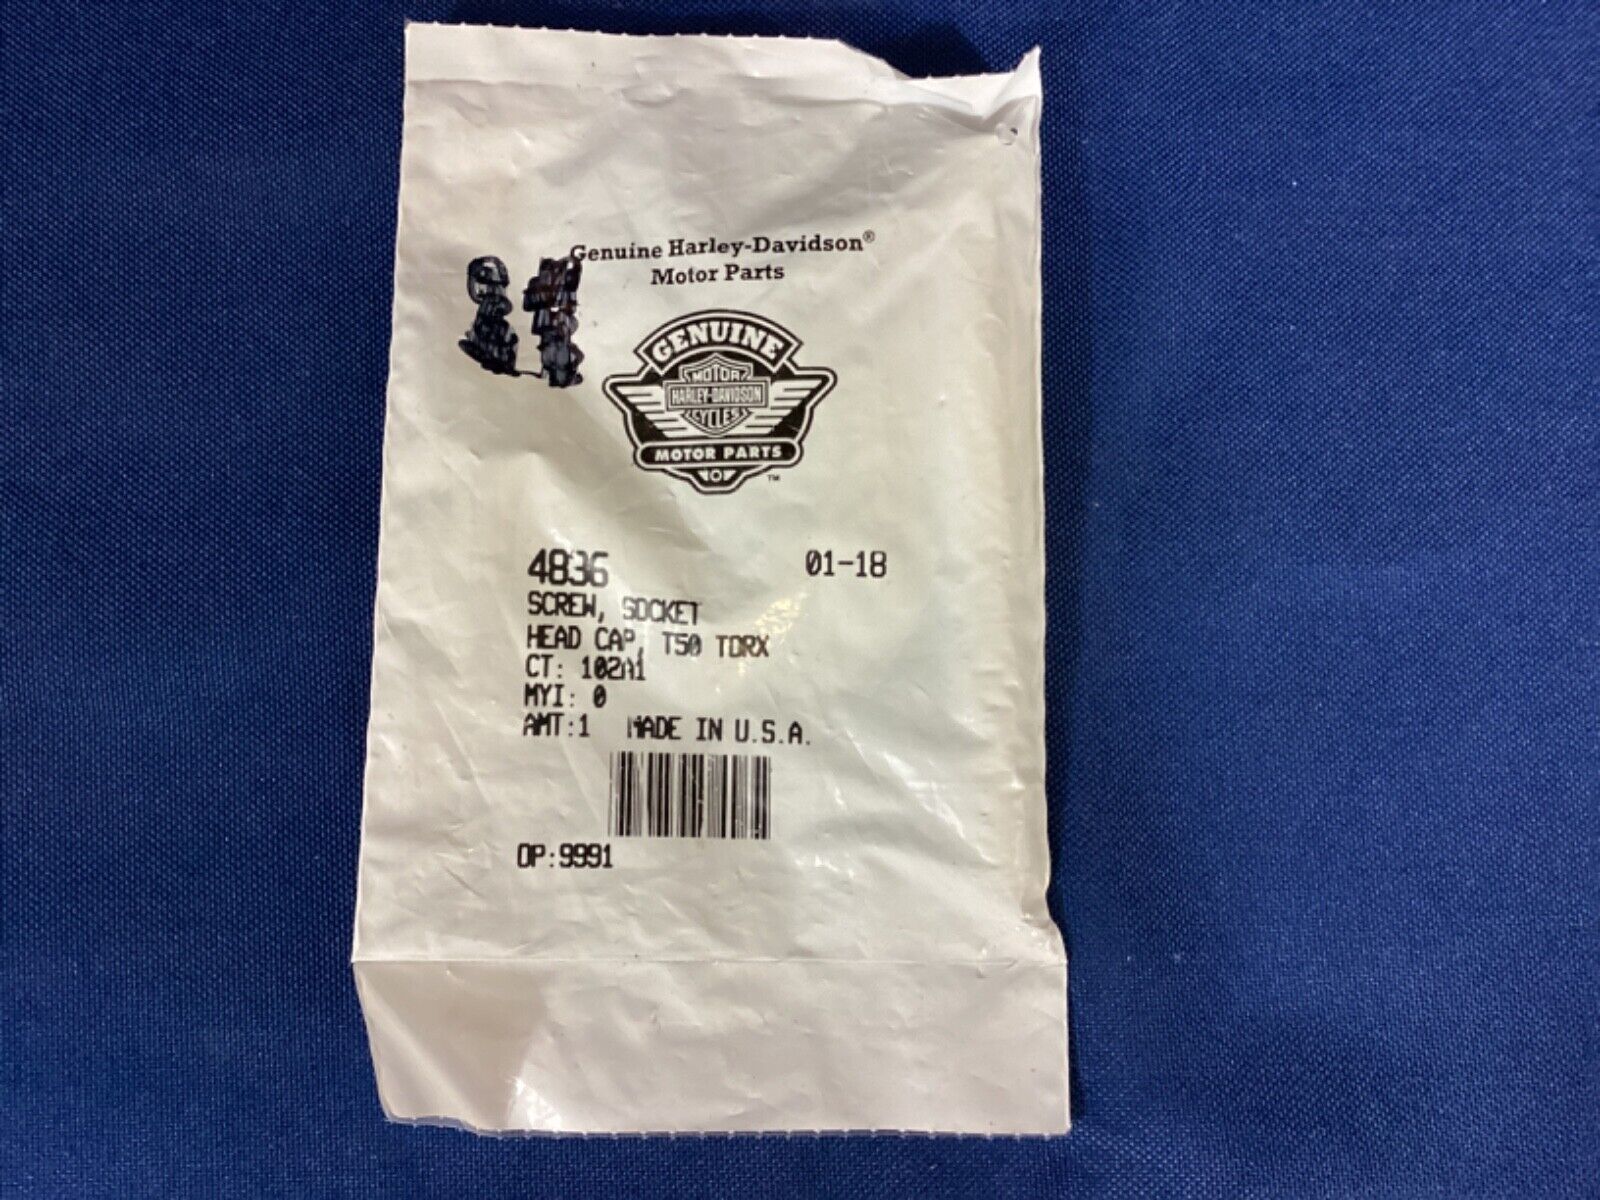 Genuine Harley-Davidson®
Motor Parts
GENUINE
MOTOR
HARLEY-DAVIDSON
CYCLES
MOTOR PARTS
™
4836 01-18
SCREW, SOCKET
HEAD CAP, T50 TORX
CT: 102A1
MYI: 0
AMT:1 MADE IN U.S.A.
OP:9991